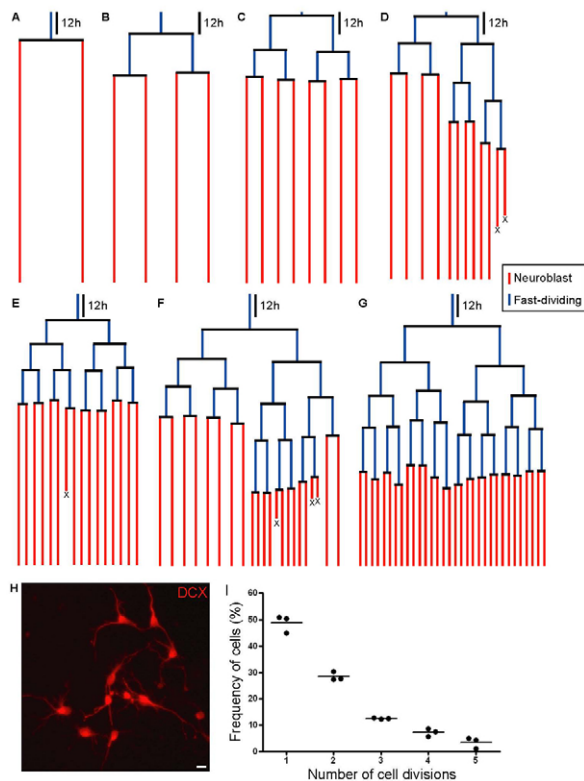 A 12h B 12h C 12h D 12h
X
X
Neuroblast
Fast-dividing
E 12h F 12h G 12h
X
X
X X
H DCX I
Frequency of cells (%)
60
50
40
30
20
10
0
1 2 3 4 5
Number of cell divisions